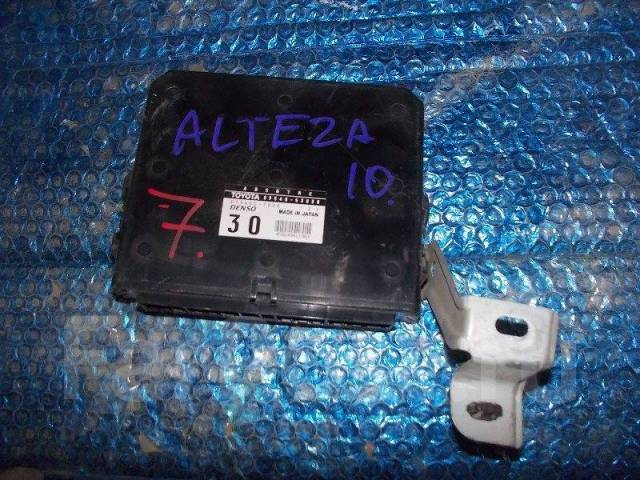 ALTEZA
10.
7.
TOYOTA
DENSO
MADE IN JAPAN
30